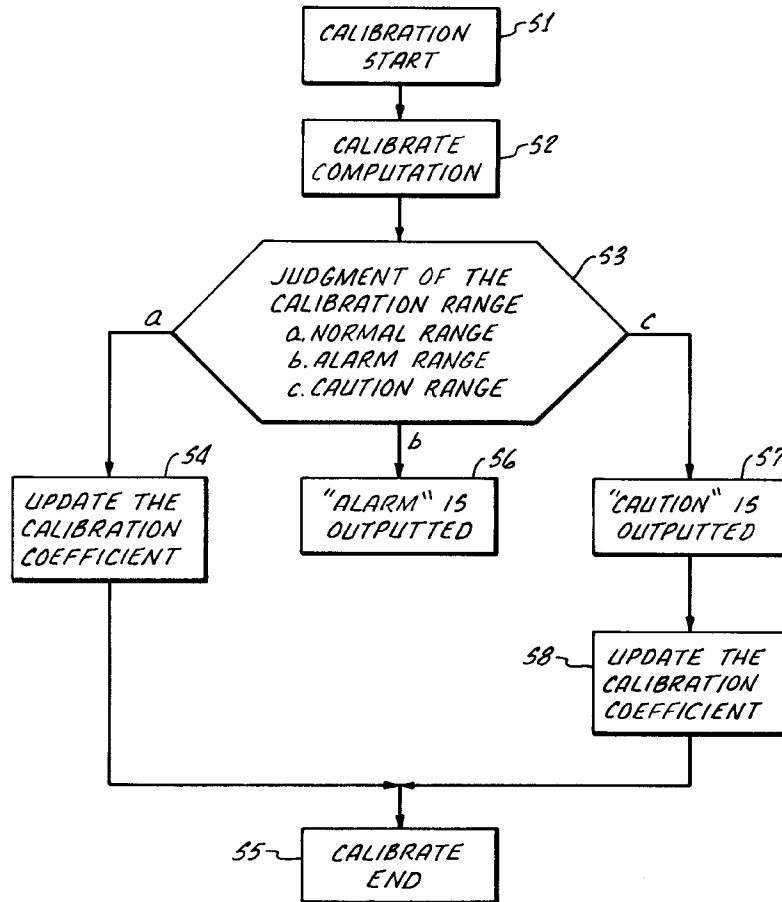 CALIBRATION
START
S1
CALIBRATE
COMPUTATION
S2
JUDGMENT OF THE
CALIBRATION RANGE
a. NORMAL RANGE
b. ALARM RANGE
c. CAUTION RANGE
S3
a
b
c
S4
UPDATE THE
CALIBRATION
COEFFICIENT
S6
"ALARM" IS
OUTPUTTED
S7
"CAUTION" IS
OUTPUTTED
S8
UPDATE THE
CALIBRATION
COEFFICIENT
S5
CALIBRATE
END